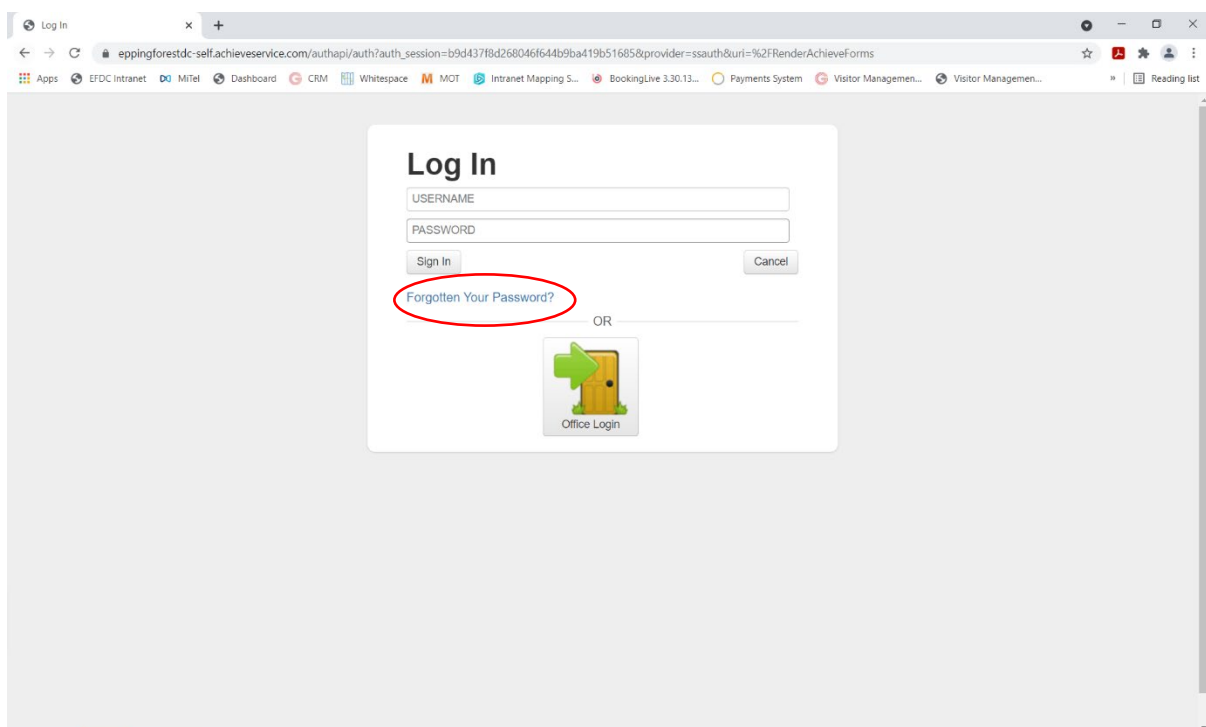 Log In
eppingforestdc-self.achieveservice.com/authapi/auth?auth_session=b9d437f8d268046f644b9ba419b51685&provider=ssauth&uri=%2FRenderAchieveForms
Apps EFDC Intranet MiTel Dashboard CRM Whitespace MOT Intranet Mapping S... BookingLive 3.30.13... Payments System Visitor Managemen... Visitor Managemen... » Reading list
Log In
USERNAME
PASSWORD
Sign In Cancel
Forgotten Your Password?
OR
Office Login